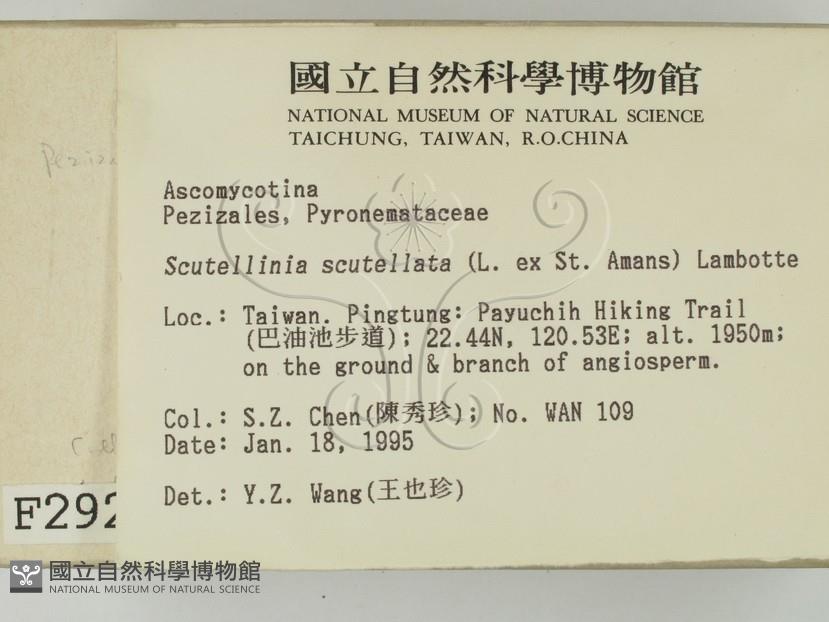 國立自然科學博物館
NATIONAL MUSEUM OF NATURAL SCIENCE
TAICHUNG, TAIWAN, R.O.CHINA
Ascomycotina
Pezizales, Pyronemataceae
Scutellinia scutellata (L. ex St. Amans) Lambotte
Loc.: Taiwan. Pingtung: Payuchih Hiking Trail
(巴油池步道); 22.44N, 120.53E; alt. 1950m;
on the ground & branch of angiosperm.
Col.: S.Z. Chen(陳秀珍); No. WAN 109
Date: Jan. 18, 1995
Det.: Y.Z. Wang(王也珍)
F292
國立自然科學博物館
NATIONAL MUSEUM OF NATURAL SCIENCE